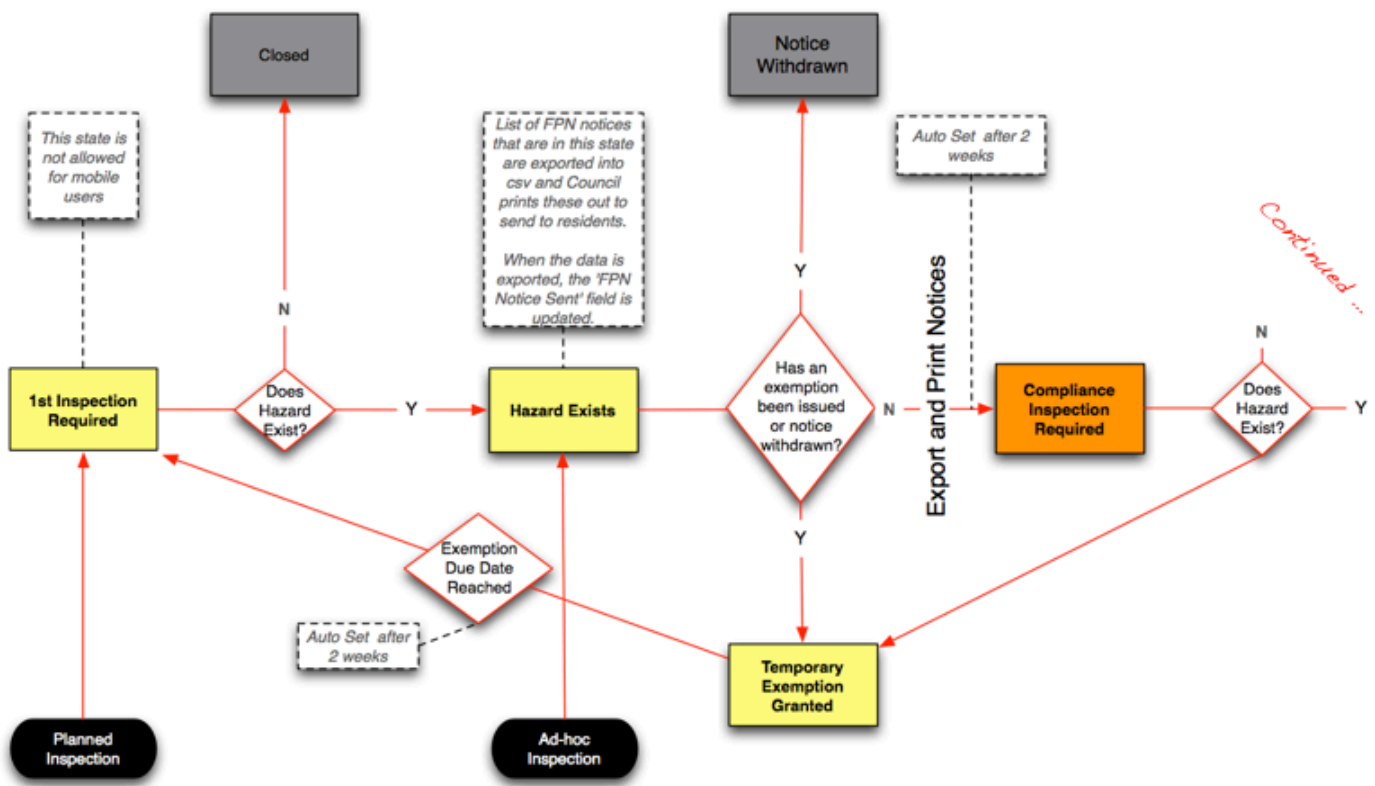 Closed
Notice
Withdrawn
This state is
not allowed
for mobile
users
List of FPN notices
that are in this state
are exported into
csv and Council
prints these out to
send to residents.
When the data is
exported, the 'FPN
Notice Sent' field is
updated.
Auto Set after 2
weeks
Continued ...
N
Y
1st Inspection
Required
Does
Hazard
Exist?
Y
Hazard Exists
Has an
exemption
been issued
or notice
withdrawn?
N
Export and Print Notices
Compliance
Inspection
Required
N
Does
Hazard
Exist?
Y
Y
Exemption
Due Date
Reached
Auto Set after
2 weeks
Temporary
Exemption
Granted
Planned
Inspection
Ad-hoc
Inspection